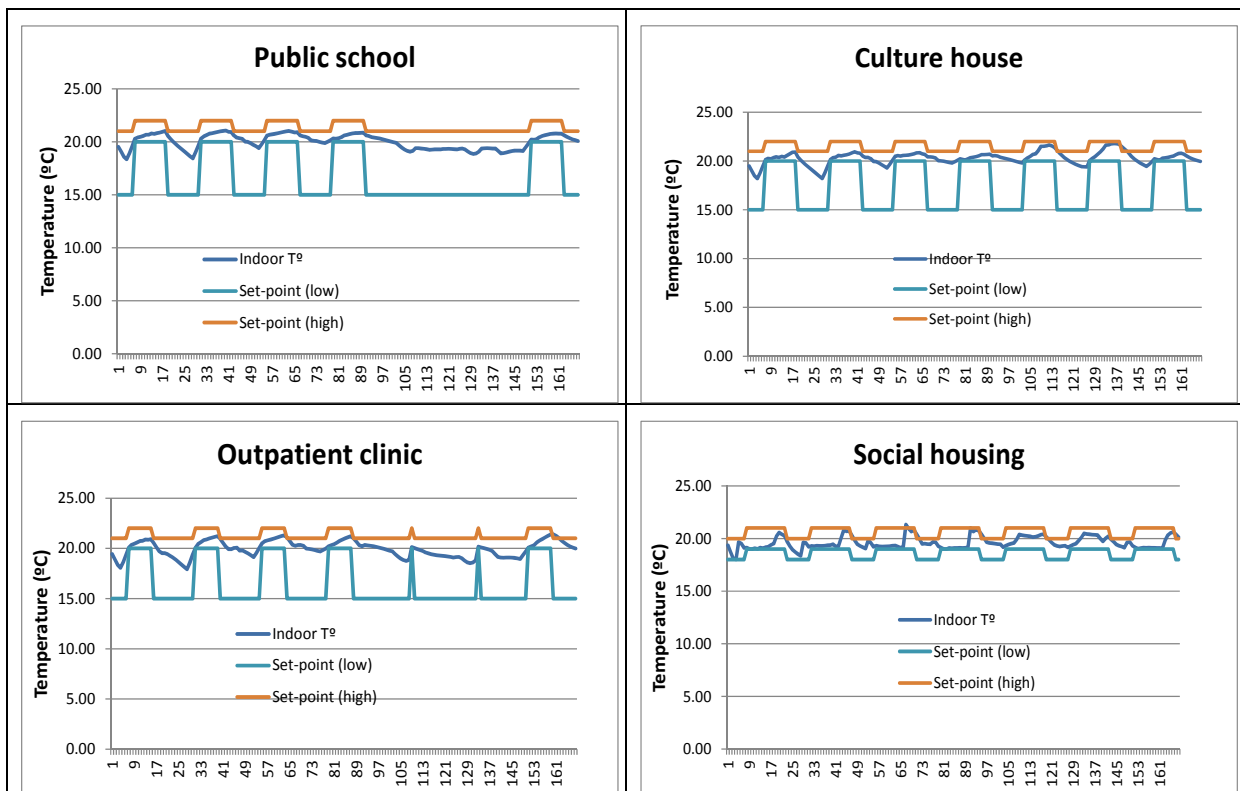 Public school
25.00
20.00
15.00
10.00
5.00
0.00
Temperature (ºC)
Indoor Tº
Set-point (low)
Set-point (high)
1 9 17 25 33 41 49 57 65 73 81 89 97 105 113 121 129 137 145 153 161
Culture house
25.00
20.00
15.00
10.00
5.00
0.00
Temperature (ºC)
Indoor Tº
Set-point (low)
Set-point (high)
1 9 17 25 33 41 49 57 65 73 81 89 97 105 113 121 129 137 145 153 161
Outpatient clinic
25.00
20.00
15.00
10.00
5.00
0.00
Temperature (ºC)
Indoor Tº
Set-point (low)
Set-point (high)
1 9 17 25 33 41 49 57 65 73 81 89 97 105 113 121 129 137 145 153 161
Social housing
25.00
20.00
15.00
10.00
5.00
0.00
Temperature (ºC)
Indoor Tº
Set-point (low)
Set-point (high)
1 9 17 25 33 41 49 57 65 73 81 89 97 105 113 121 129 137 145 153 161